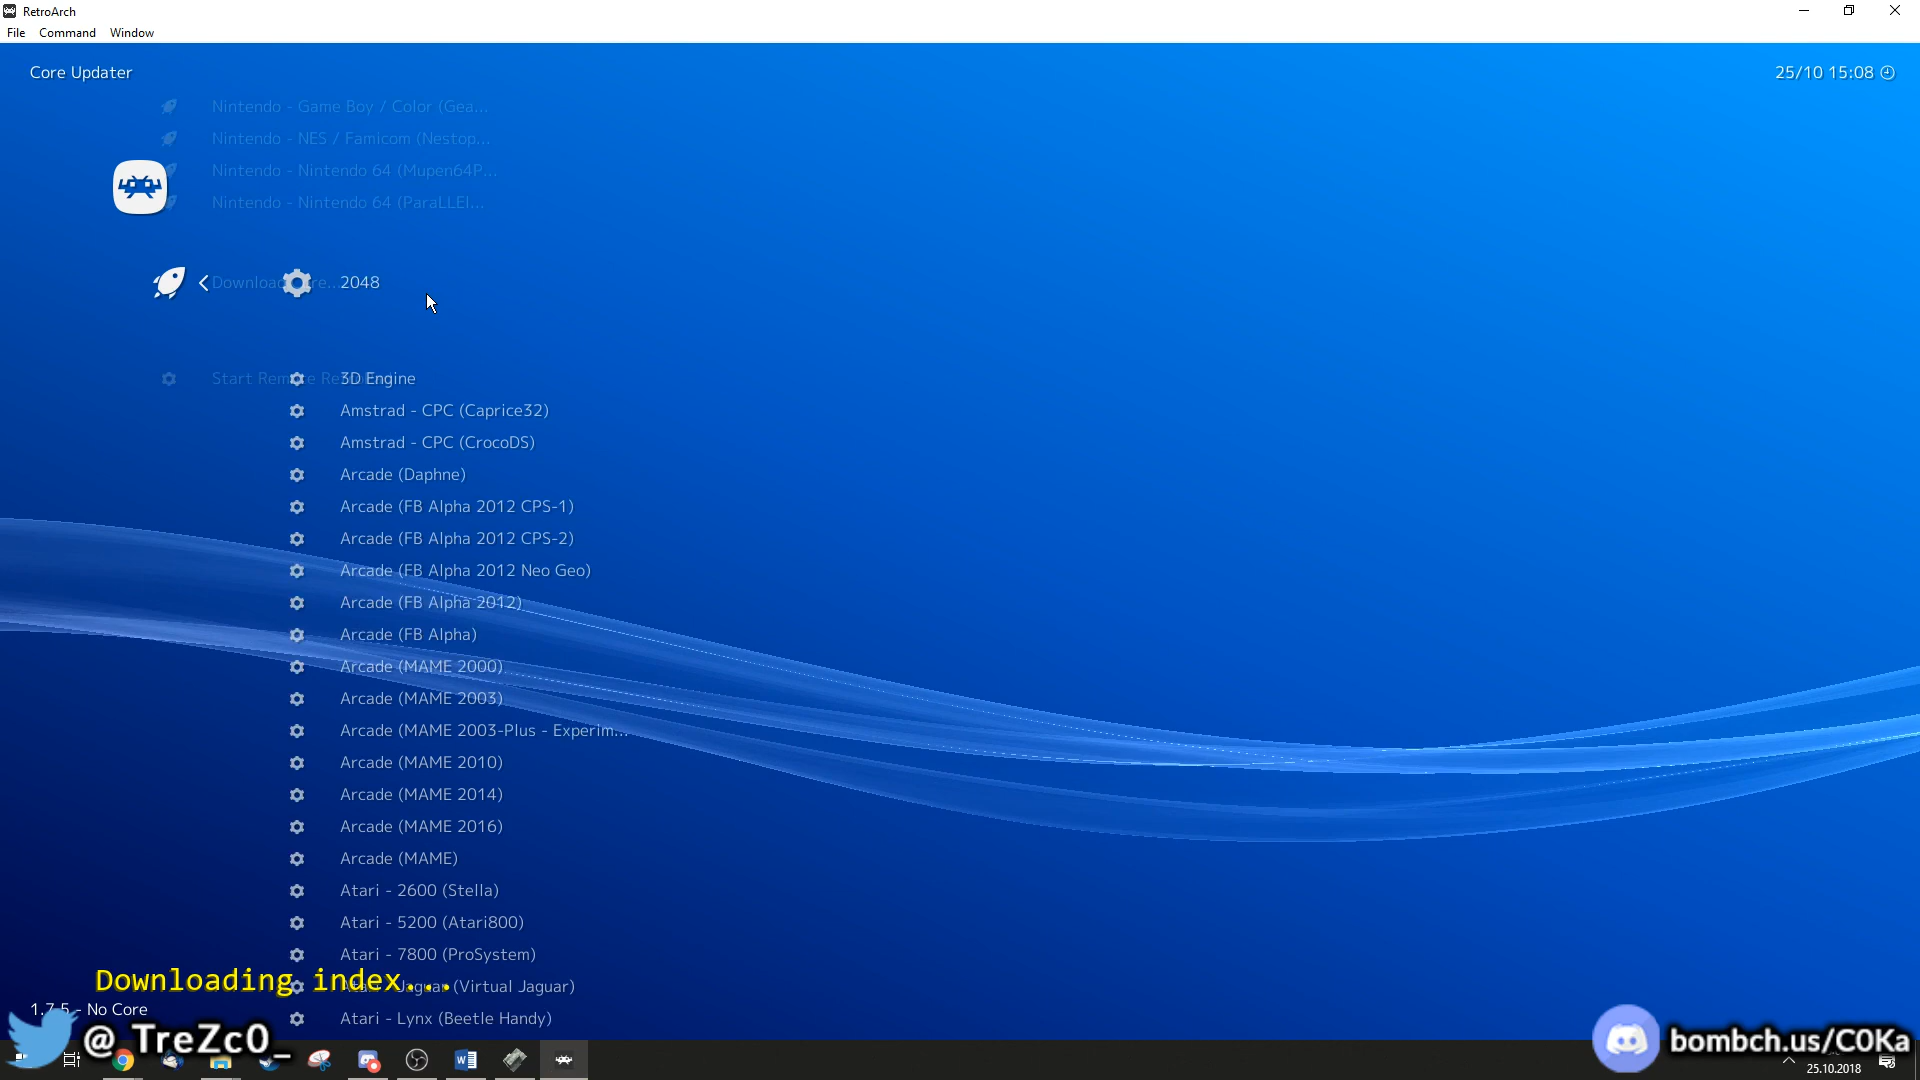 RetroArch
File Command Window
Core Updater
25/10 15:08
Nintendo - Game Boy / Color (Gea...
Nintendo - NES / Famicom (Nestop...
Nintendo - Nintendo 64 (Mupen64P...
Nintendo - Nintendo 64 (ParaLLEl...
2048
3D Engine
Amstrad - CPC (Caprice32)
Amstrad - CPC (CrocoDS)
Arcade (Daphne)
Arcade (FB Alpha 2012 CPS-1)
Arcade (FB Alpha 2012 CPS-2)
Arcade (FB Alpha 2012 Neo Geo)
Arcade (FB Alpha 2012)
Arcade (FB Alpha)
Arcade (MAME 2000)
Arcade (MAME 2003)
Arcade (MAME 2003-Plus - Experim...
Arcade (MAME 2010)
Arcade (MAME 2014)
Arcade (MAME 2016)
Arcade (MAME)
Atari - 2600 (Stella)
Atari - 5200 (Atari800)
Atari - 7800 (ProSystem)
Downloading index...
Atari - Jaguar (Virtual Jaguar)
1.7.5 - No Core
Atari - Lynx (Beetle Handy)
@ TreZc0_
bombch.us/C0Ka
25.10.2018